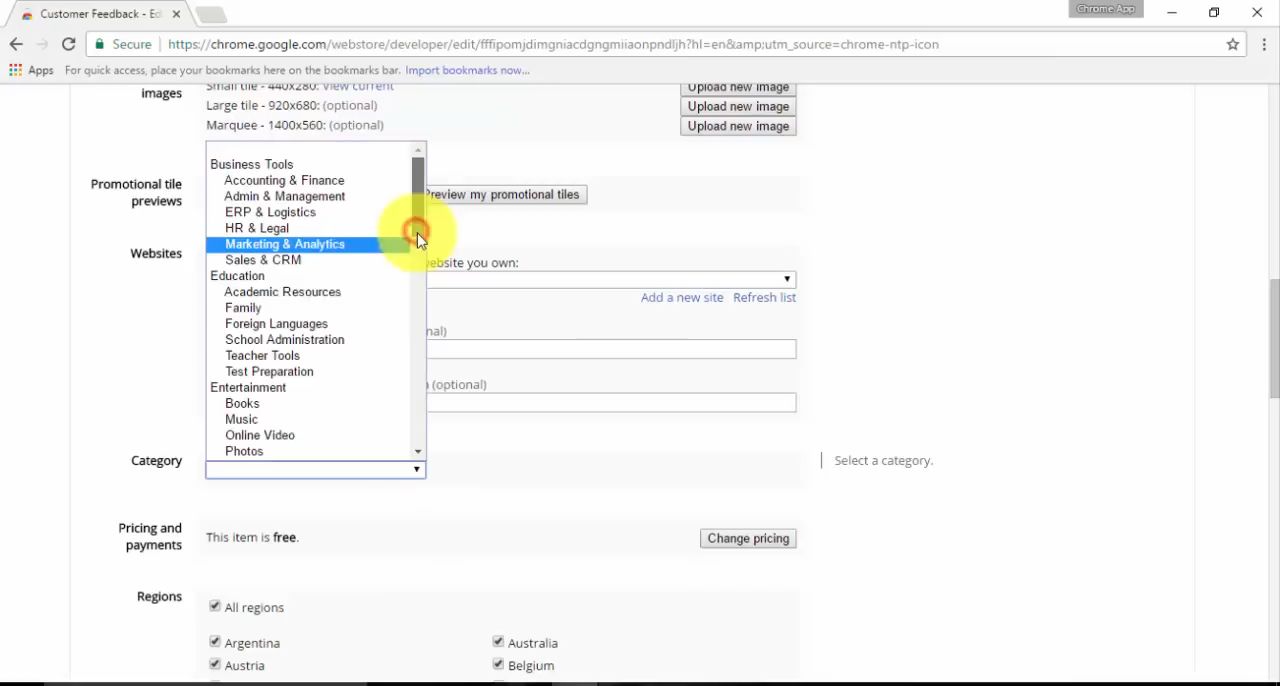 Customer Feedback - Ed
Chrome App
Secure
https://chrome.google.com/webstore/developer/edit/fffipomjdimgniacdgngmiiaonpndljh?hl=en&amp;utm_source=chrome-ntp-icon
Apps For quick access, place your bookmarks here on the bookmarks bar. Import bookmarks now...
images
Small tile - 440x280: View current
Upload new image
Large tile - 920x680: (optional)
Upload new image
Marquee - 1400x560: (optional)
Upload new image
Promotional tile
previews
Preview my promotional tiles
Business Tools
Accounting & Finance
Admin & Management
ERP & Logistics
HR & Legal
Marketing & Analytics
Sales & CRM
Education
Academic Resources
Family
Foreign Languages
School Administration
Teacher Tools
Test Preparation
Entertainment
Books
Music
Online Video
Photos
Websites
website you own:
Add a new site Refresh list
nal)
(optional)
Category
Select a category.
Pricing and
payments
This item is free.
Change pricing
Regions
All regions
Argentina
Australia
Austria
Belgium